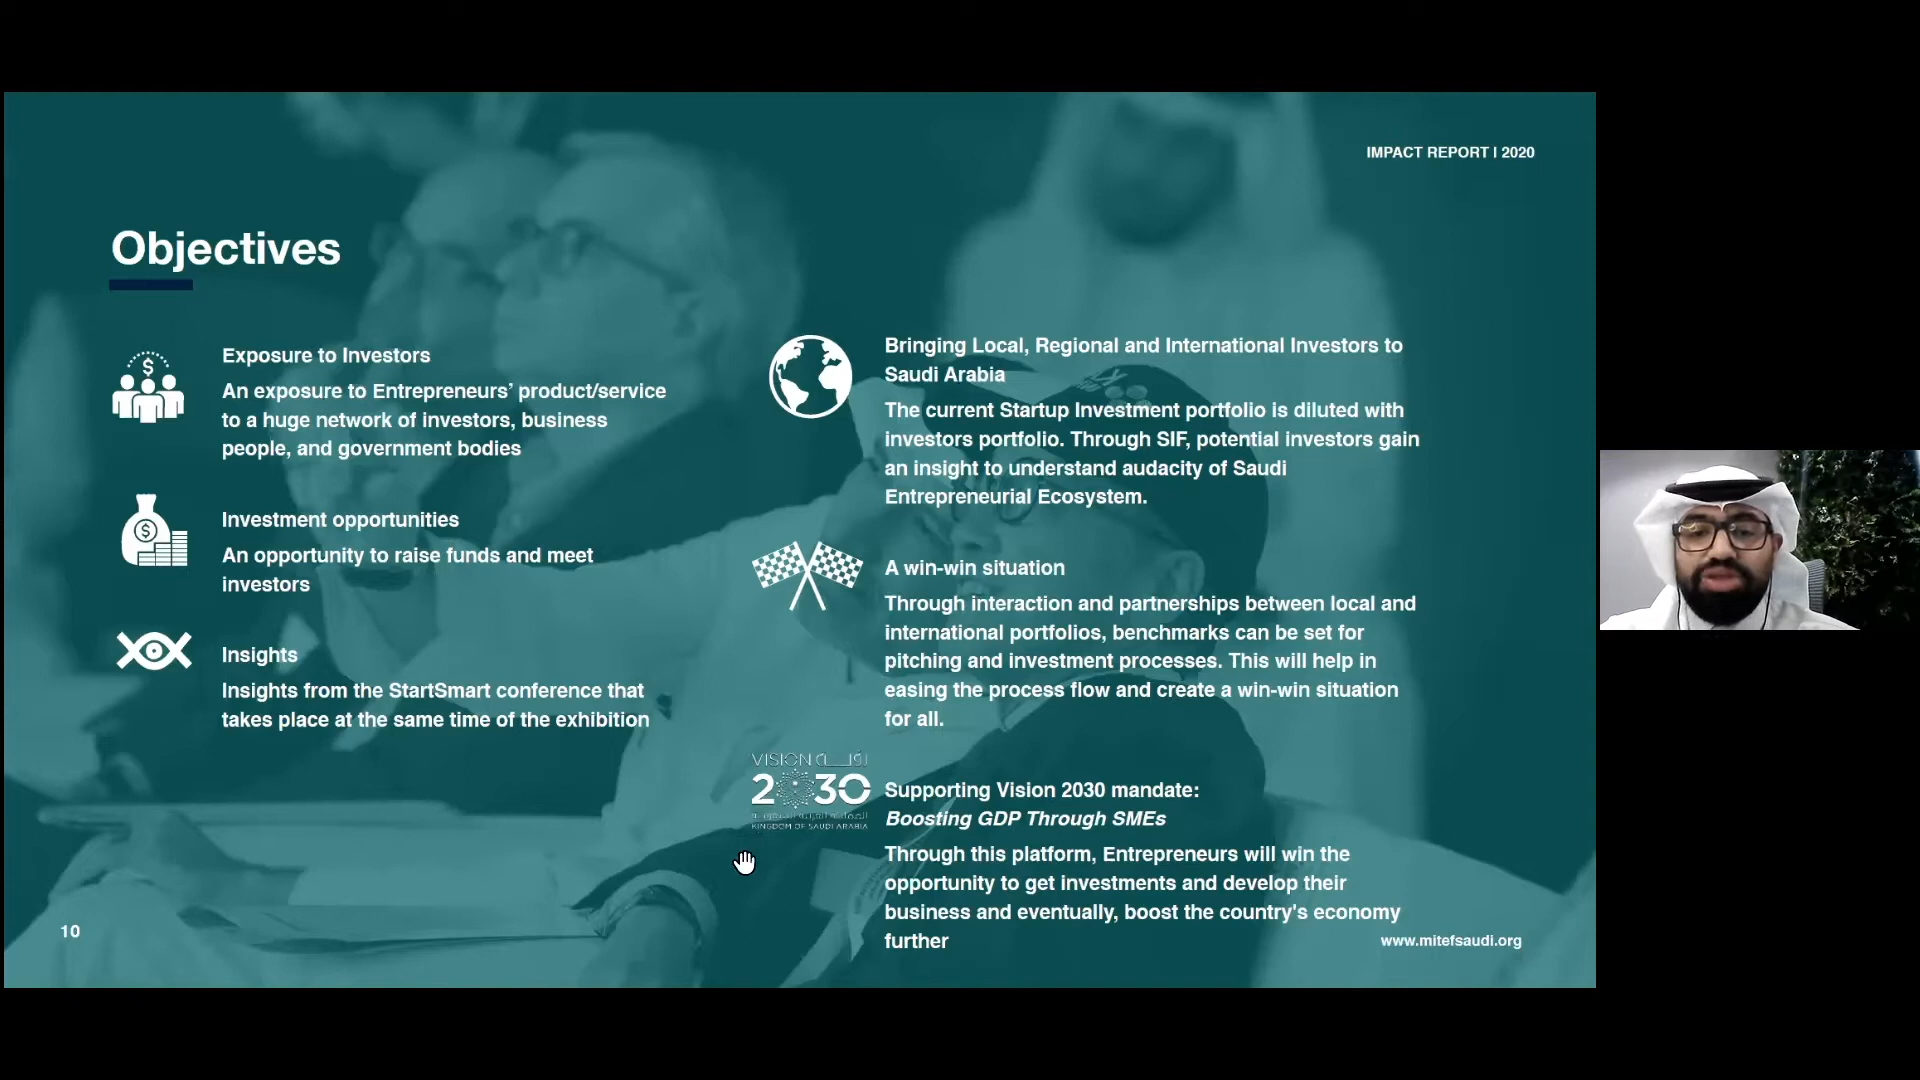 IMPACT REPORT | 2020
Objectives
Exposure to Investors
An exposure to Entrepreneurs’ product/service
to a huge network of investors, business
people, and government bodies
Investment opportunities
An opportunity to raise funds and meet
investors
Insights
Insights from the StartSmart conference that
takes place at the same time of the exhibition
Bringing Local, Regional and International Investors to
Saudi Arabia
The current Startup Investment portfolio is diluted with
investors portfolio. Through SIF, potential investors gain
an insight to understand audacity of Saudi
Entrepreneurial Ecosystem.
A win-win situation
Through interaction and partnerships between local and
international portfolios, benchmarks can be set for
pitching and investment processes. This will help in
easing the process flow and create a win-win situation
for all.
VISION رؤيـــة
2030
المملكة العربية السعودية
KINGDOM OF SAUDI ARABIA
Supporting Vision 2030 mandate:
Boosting GDP Through SMEs
Through this platform, Entrepreneurs will win the
opportunity to get investments and develop their
business and eventually, boost the country's economy
further
10
www.mitefsaudi.org